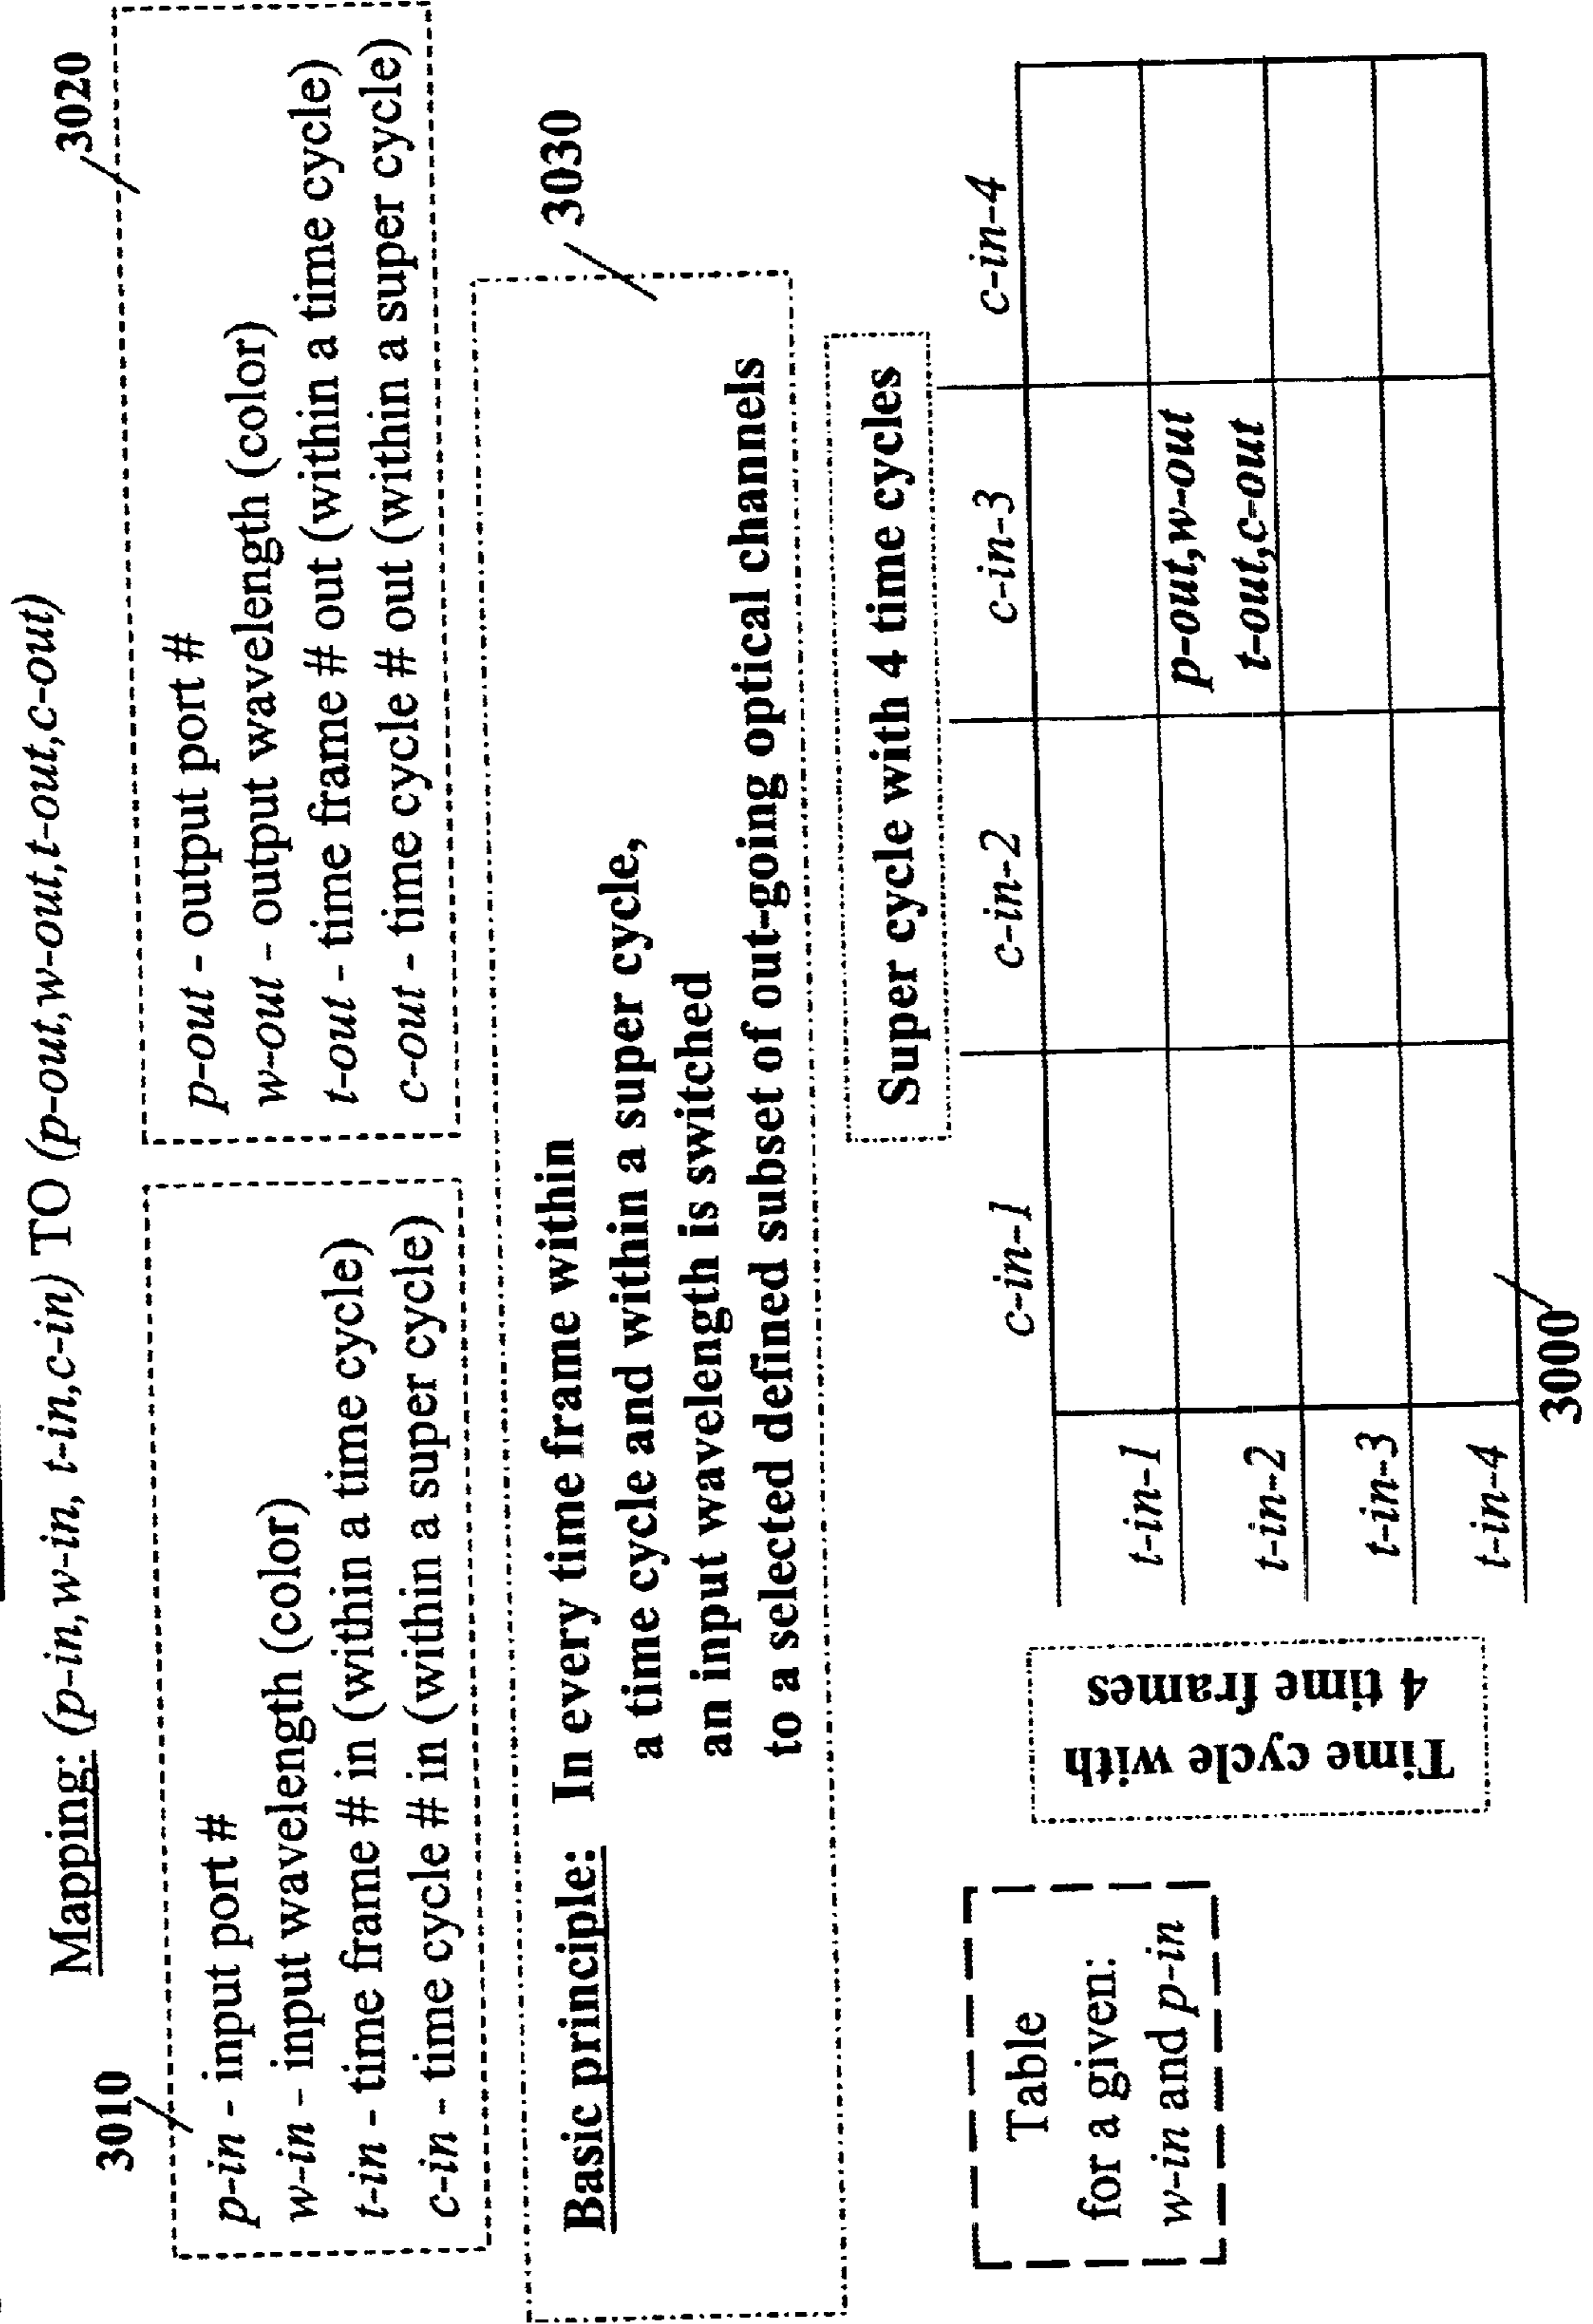 Mapping: (p-in,w-in, t-in,c-in) TO (p-out,w-out,t-out,c-out)
3010
p-in - input port #
w-in - input wavelength (color)
t-in - time frame # in (within a time cycle)
c-in - time cycle # in (within a super cycle)
3020
p-out - output port #
w-out - output wavelength (color)
t-out - time frame # out (within a time cycle)
c-out - time cycle # out (within a super cycle)
3030
Basic principle: In every time frame within
a time cycle and within a super cycle,
an input wavelength is switched
to a selected defined subset of out-going optical channels
Super cycle with 4 time cycles
Table
for a given:
w-in and p-in
Time cycle with
4 time frames
c-in-1 c-in-2 c-in-3 c-in-4
t-in-1
t-in-2 p-out,w-out
t-out,c-out
t-in-3
t-in-4
3000